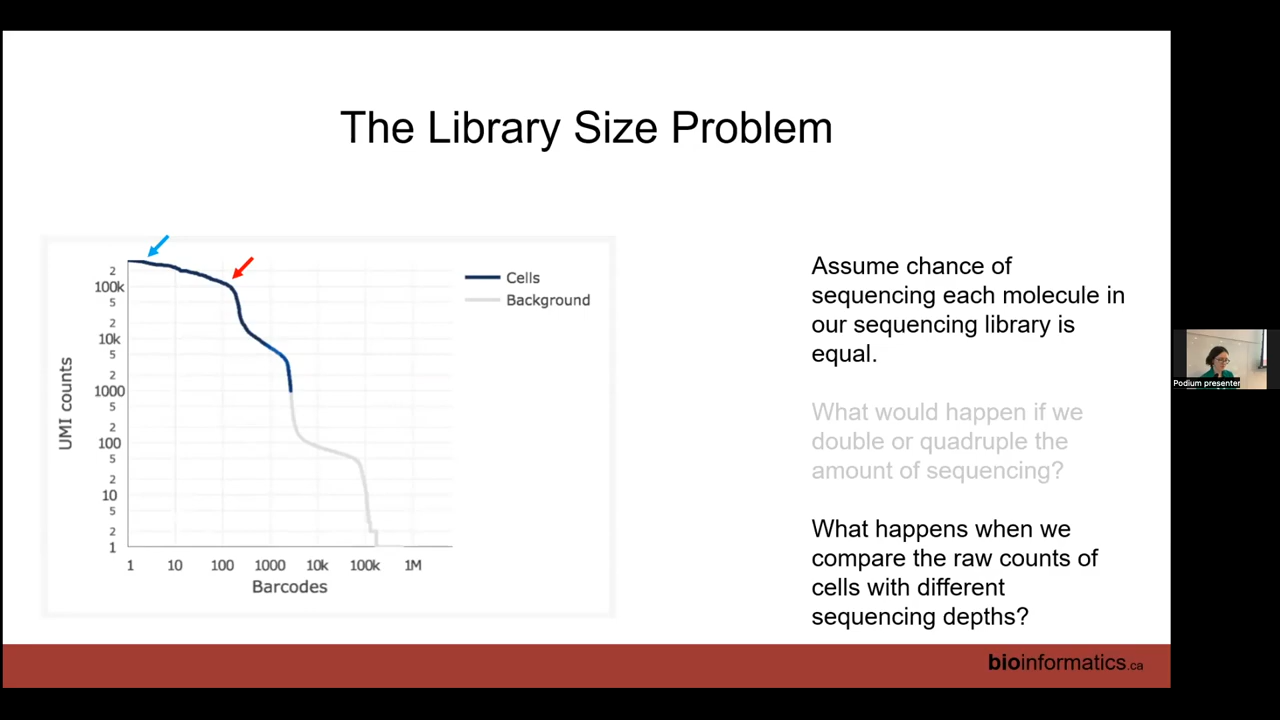 The Library Size Problem
2
100k
5
2
10k
5
2
1000
5
2
100
5
2
10
5
2
1
UMI counts
1 10 100 1000 10k 100k 1M
Barcodes
Cells
Background
Assume chance of
sequencing each molecule in
our sequencing library is
equal.
What would happen if we
double or quadruple the
amount of sequencing?
What happens when we
compare the raw counts of
cells with different
sequencing depths?
Podium presenter
bioinformatics.ca